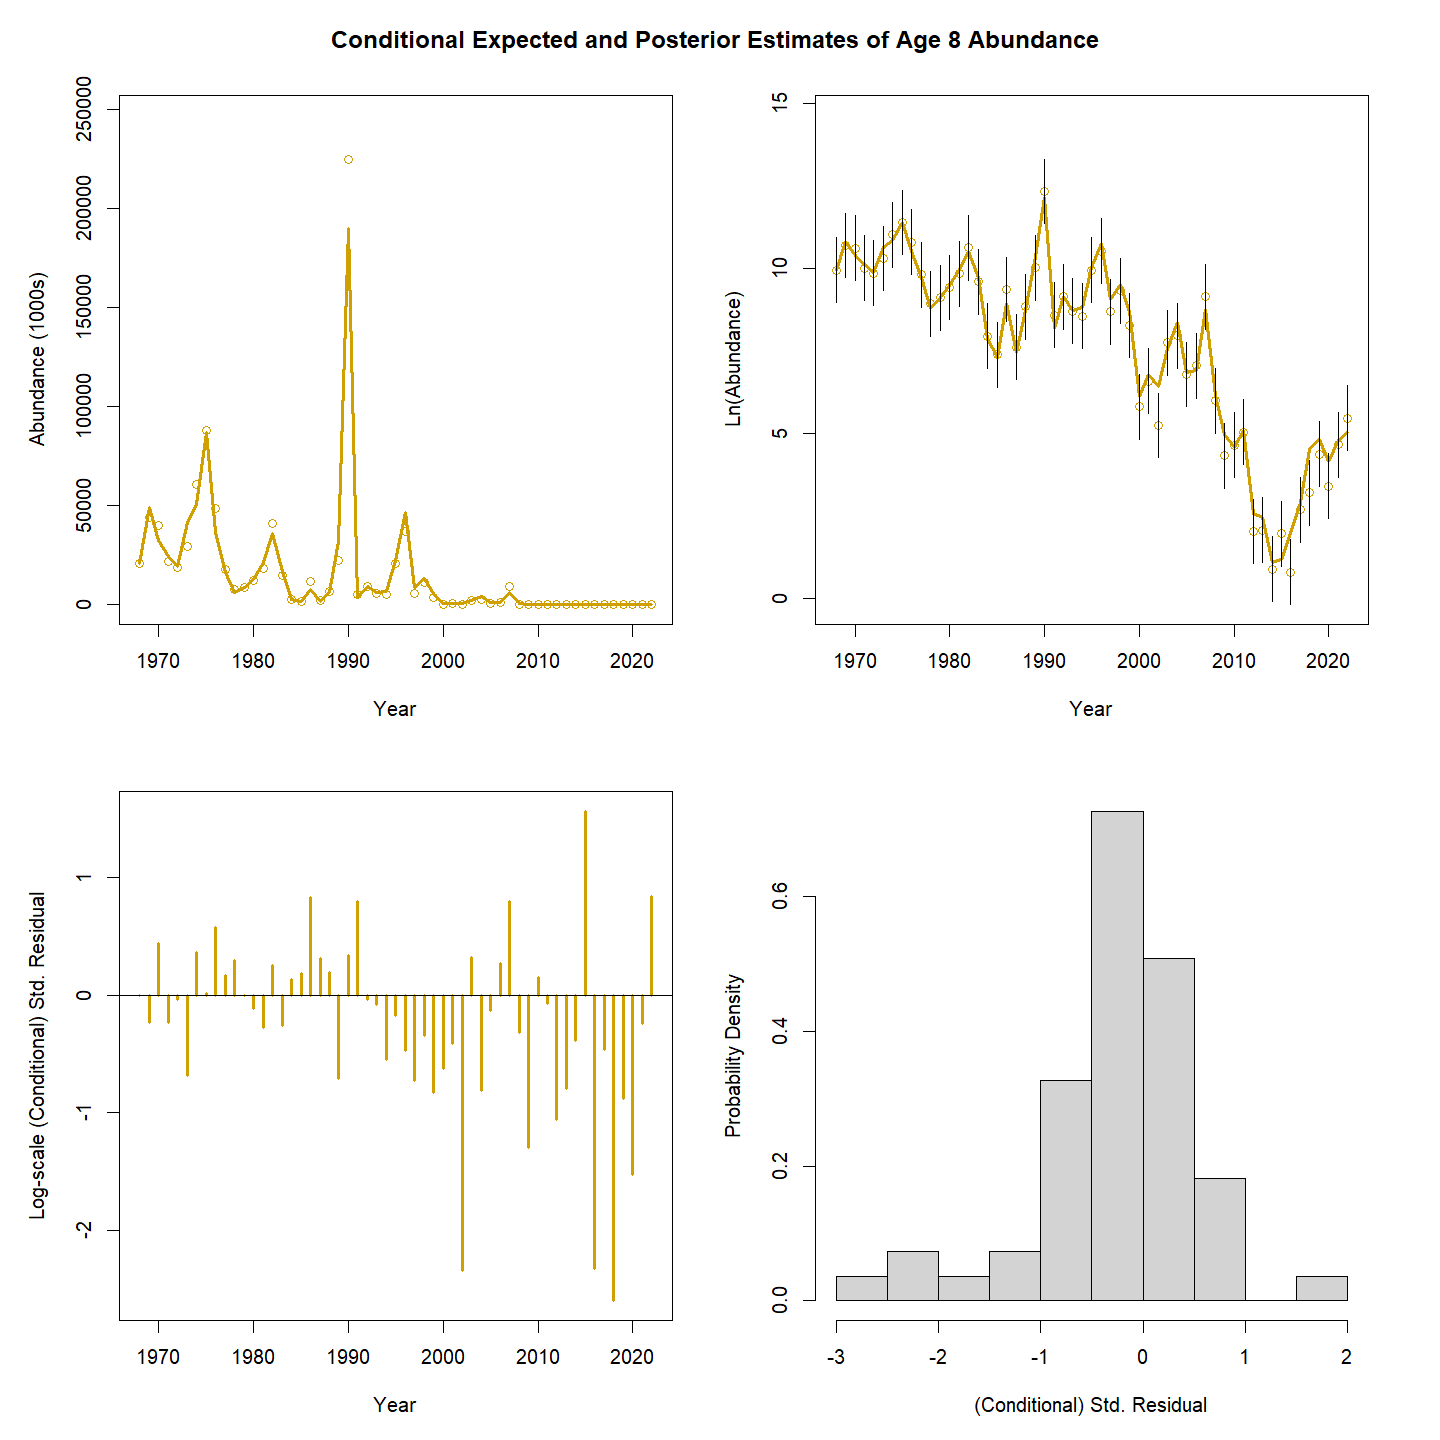 Conditional Expected and Posterior Estimates of Age 8 Abundance
Abundance (1000s)
250000
200000
150000
100000
50000
0
1970 1980 1990 2000 2010 2020
Year
Ln(Abundance)
15
10
5
0
1970 1980 1990 2000 2010 2020
Year
Log-scale (Conditional) Std. Residual
1
0
-1
-2
1970 1980 1990 2000 2010 2020
Year
Probability Density
0.6
0.4
0.2
0.0
-3 -2 -1 0 1 2
(Conditional) Std. Residual